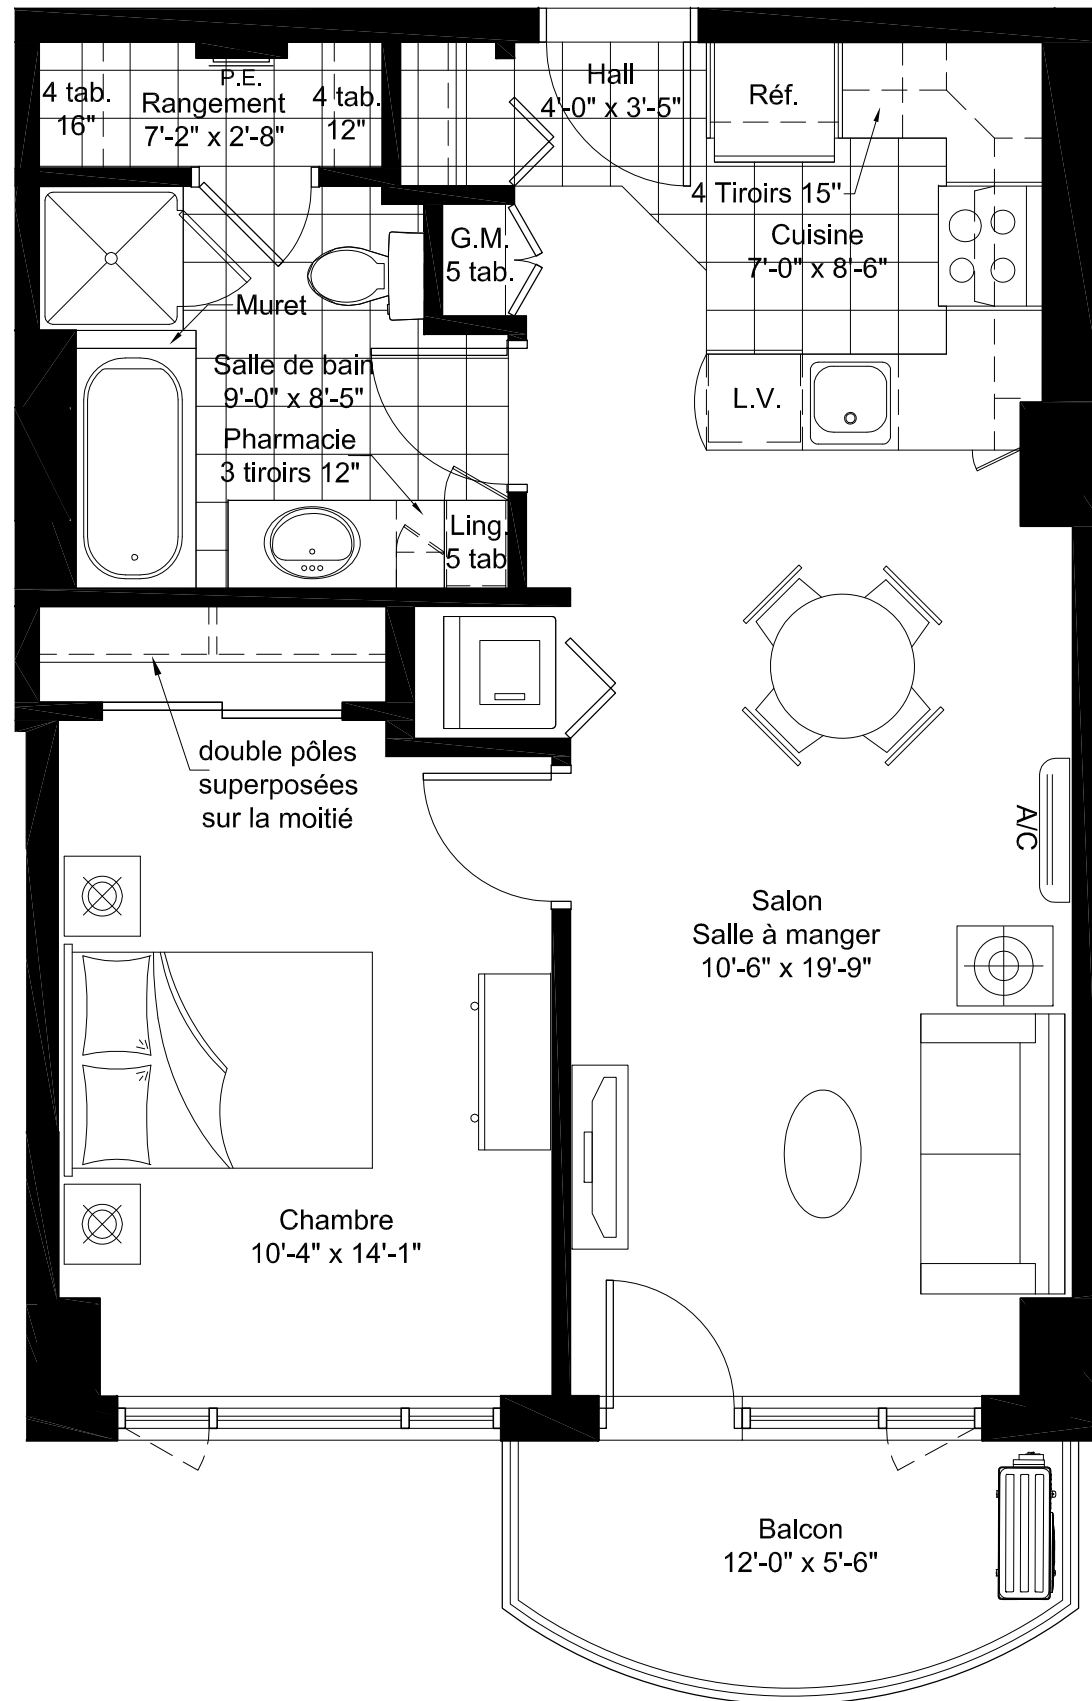 4 tab.
16"
P.E.
Rangement
7'-2" x 2'-8"
4 tab.
12"
Hall
4'-0" x 3'-5"
Réf.
4 Tiroirs 15"
Cuisine
7'-0" x 8'-6"
G.M.
5 tab.
Muret
Salle de bain
9'-0" x 8'-5"
L.V.
Pharmacie
3 tiroirs 12"
Ling.
5 tab
double pôles
superposées
sur la moitié
A/C
Salon
Salle à manger
10'-6" x 19'-9"
Chambre
10'-4" x 14'-1"
Balcon
12'-0" x 5'-6"